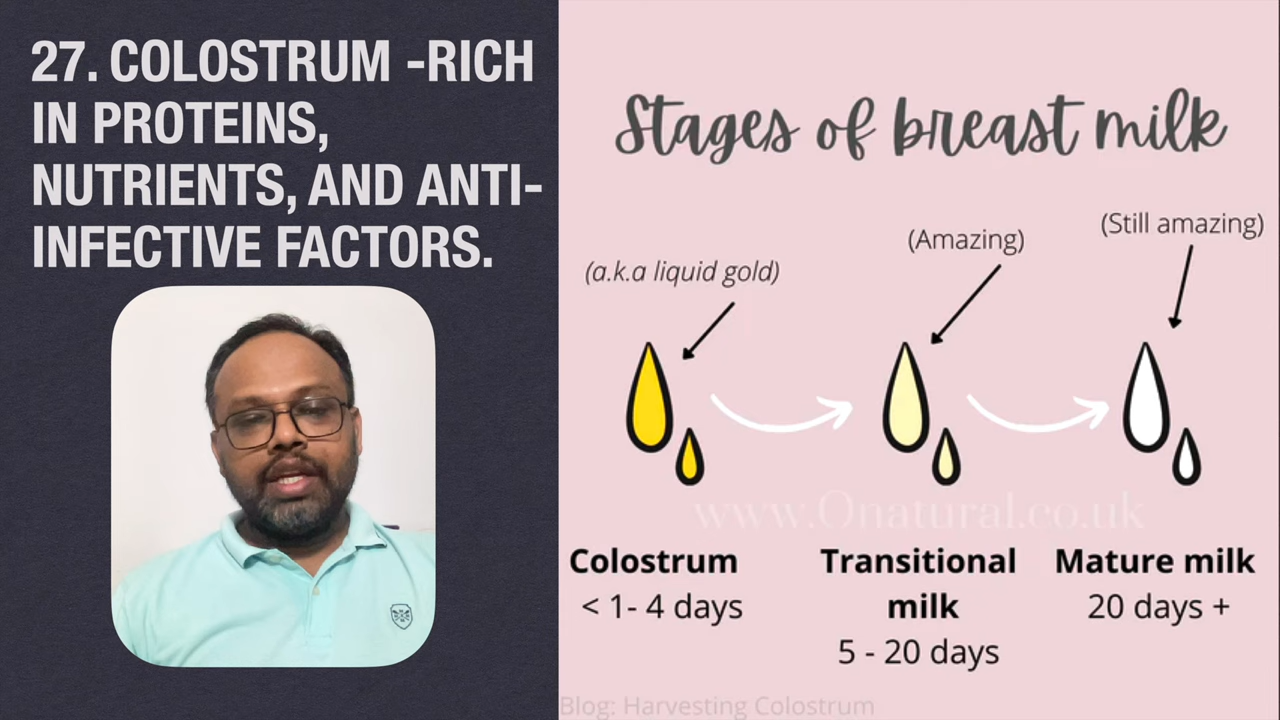 27. COLOSTRUM -RICH
IN PROTEINS,
NUTRIENTS, AND ANTI-
INFECTIVE FACTORS.
Stages of breast milk
(a.k.a liquid gold)
(Amazing)
(Still amazing)
www.Onatural.co.uk
Colostrum
< 1- 4 days
Transitional
milk
5 - 20 days
Mature milk
20 days +
Blog: Harvesting Colostrum